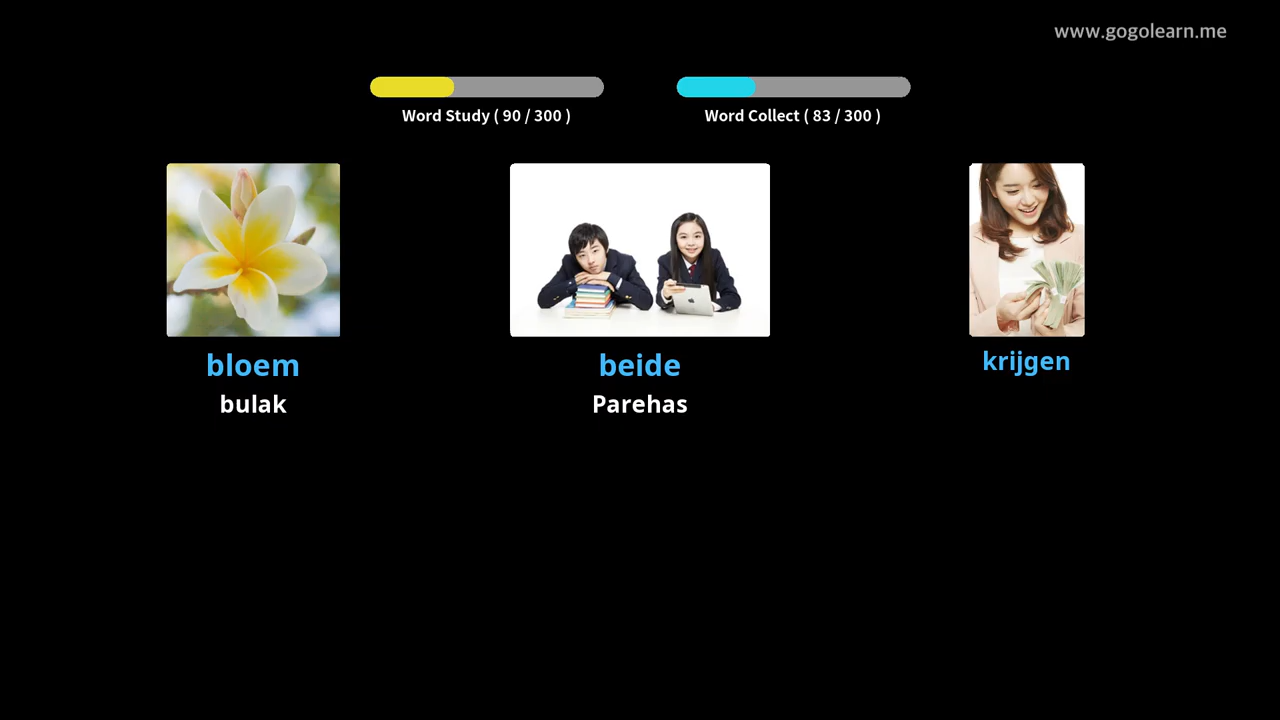 www.gogolearn.me
Word Study ( 90 / 300 )
Word Collect ( 83 / 300 )
bloem
bulak
beide
Parehas
krijgen